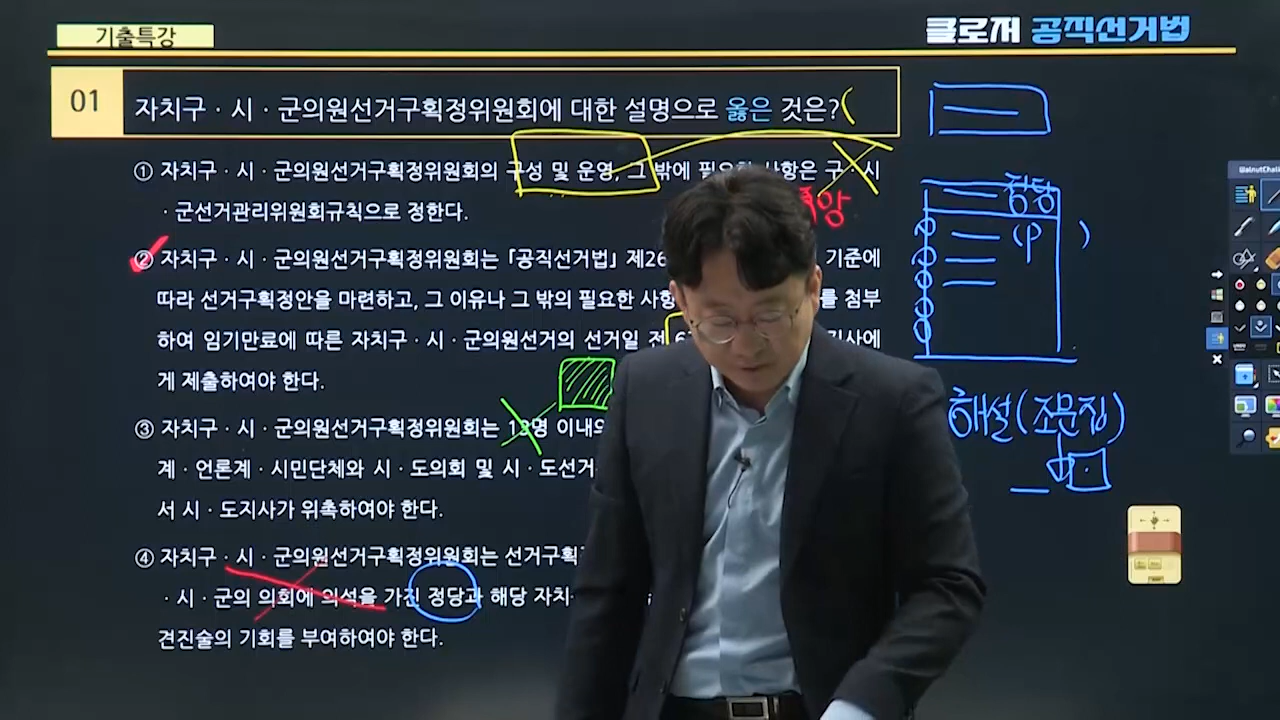 기출특강
클로저 공직선거법
01
자치구 · 시 · 군의원선거구획정위원회에 대한 설명으로 옳은 것은?
① 자치구 · 시 · 군의원선거구획정위원회의 구성 및 운영, 그 밖에 필요한 사항은 구 · 시
· 군선거관리위원회규칙으로 정한다.
중앙
② 자치구 · 시 · 군의원선거구획정위원회는 「공직선거법」 제26 기준에
따라 선거구획정안을 마련하고, 그 이유나 그 밖의 필요한 사항 를 첨부
하여 임기만료에 따른 자치구 · 시 · 군의원선거의 선거일 전 6
게 제출하여야 한다.
③ 자치구 · 시 · 군의원선거구획정위원회는 이내의
계 · 언론계 · 시민단체와 시 · 도의회 및 시 · 도선거
서 시 · 도지사가 위촉하여야 한다.
④ 자치구 · 시 · 군의원선거구획정위원회는 선거구획
· 시 · 군의 의회에 의석을 가진 정당과 해당 자치
견진술의 기회를 부여하여야 한다.
정당
(P )
해설(조문집)